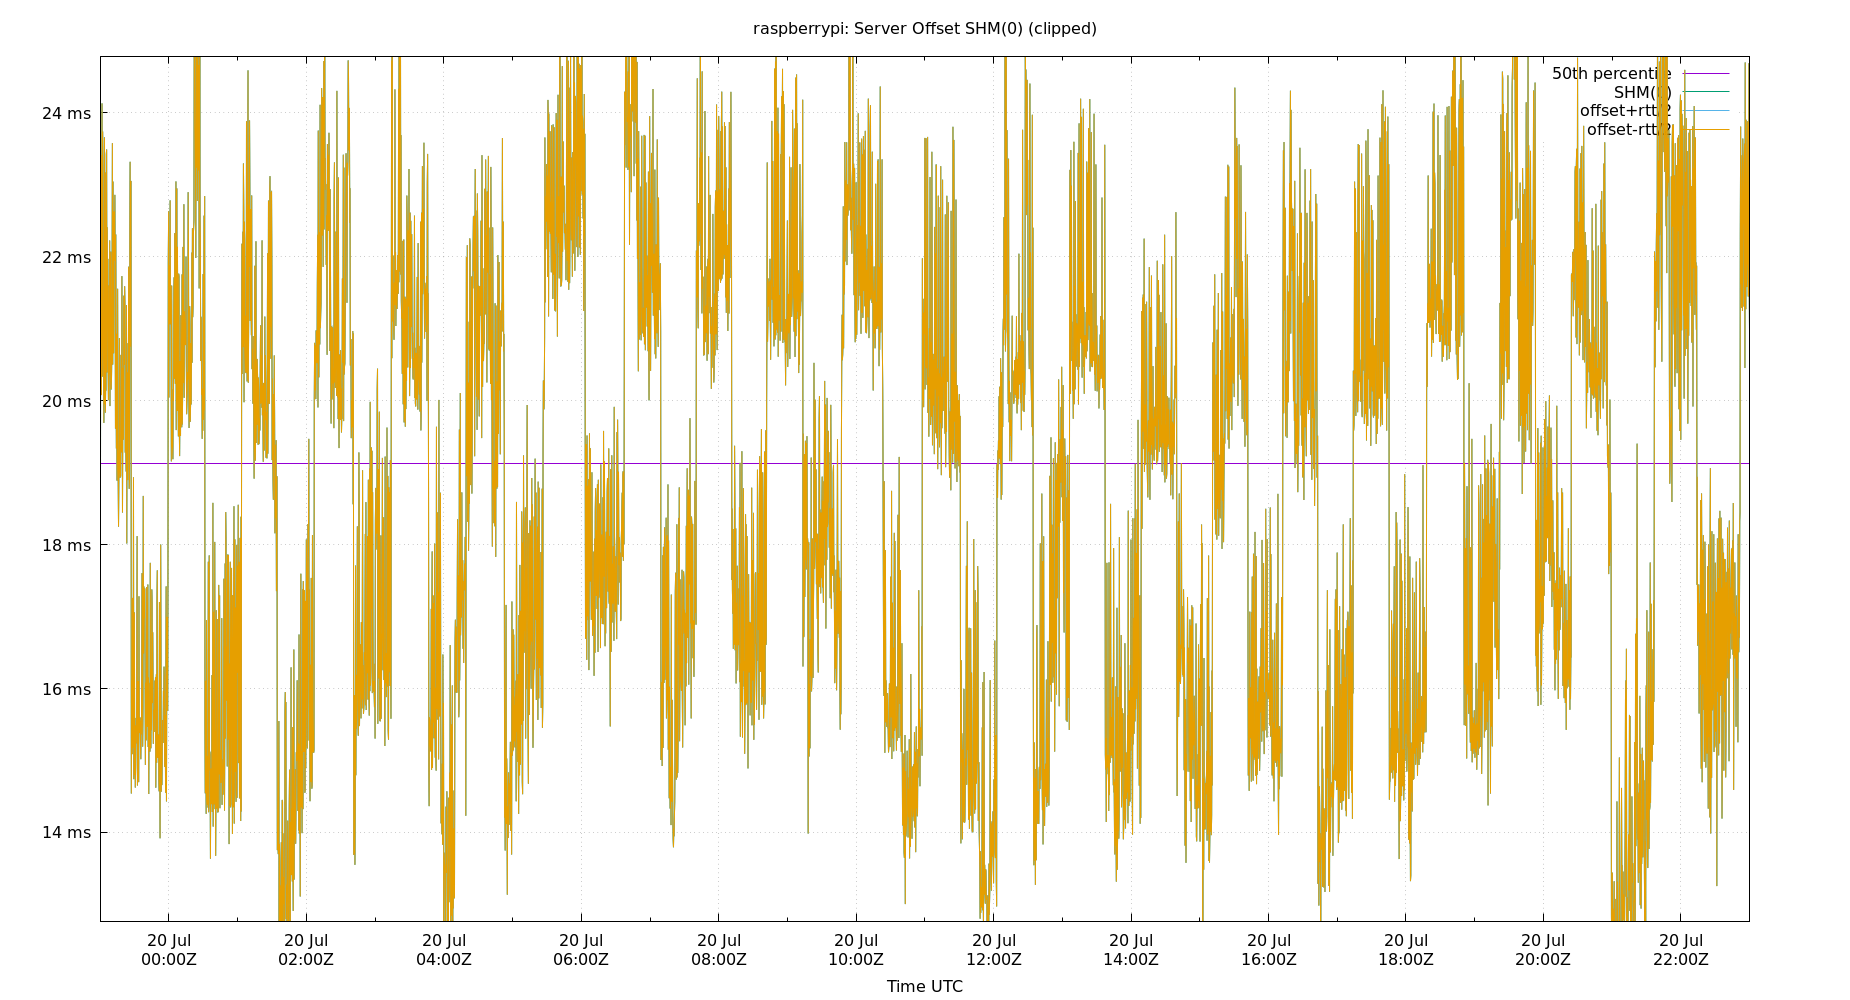 raspberrypi: Server Offset SHM(0) (clipped)
50th percentile
SHM(0)
offset+rtt/2
offset-rtt/2
24 ms
22 ms
20 ms
18 ms
16 ms
14 ms
20 Jul 20 Jul 20 Jul 20 Jul 20 Jul 20 Jul 20 Jul 20 Jul 20 Jul 20 Jul 20 Jul 20 Jul
00:00Z 02:00Z 04:00Z 06:00Z 08:00Z 10:00Z 12:00Z 14:00Z 16:00Z 18:00Z 20:00Z 22:00Z
Time UTC